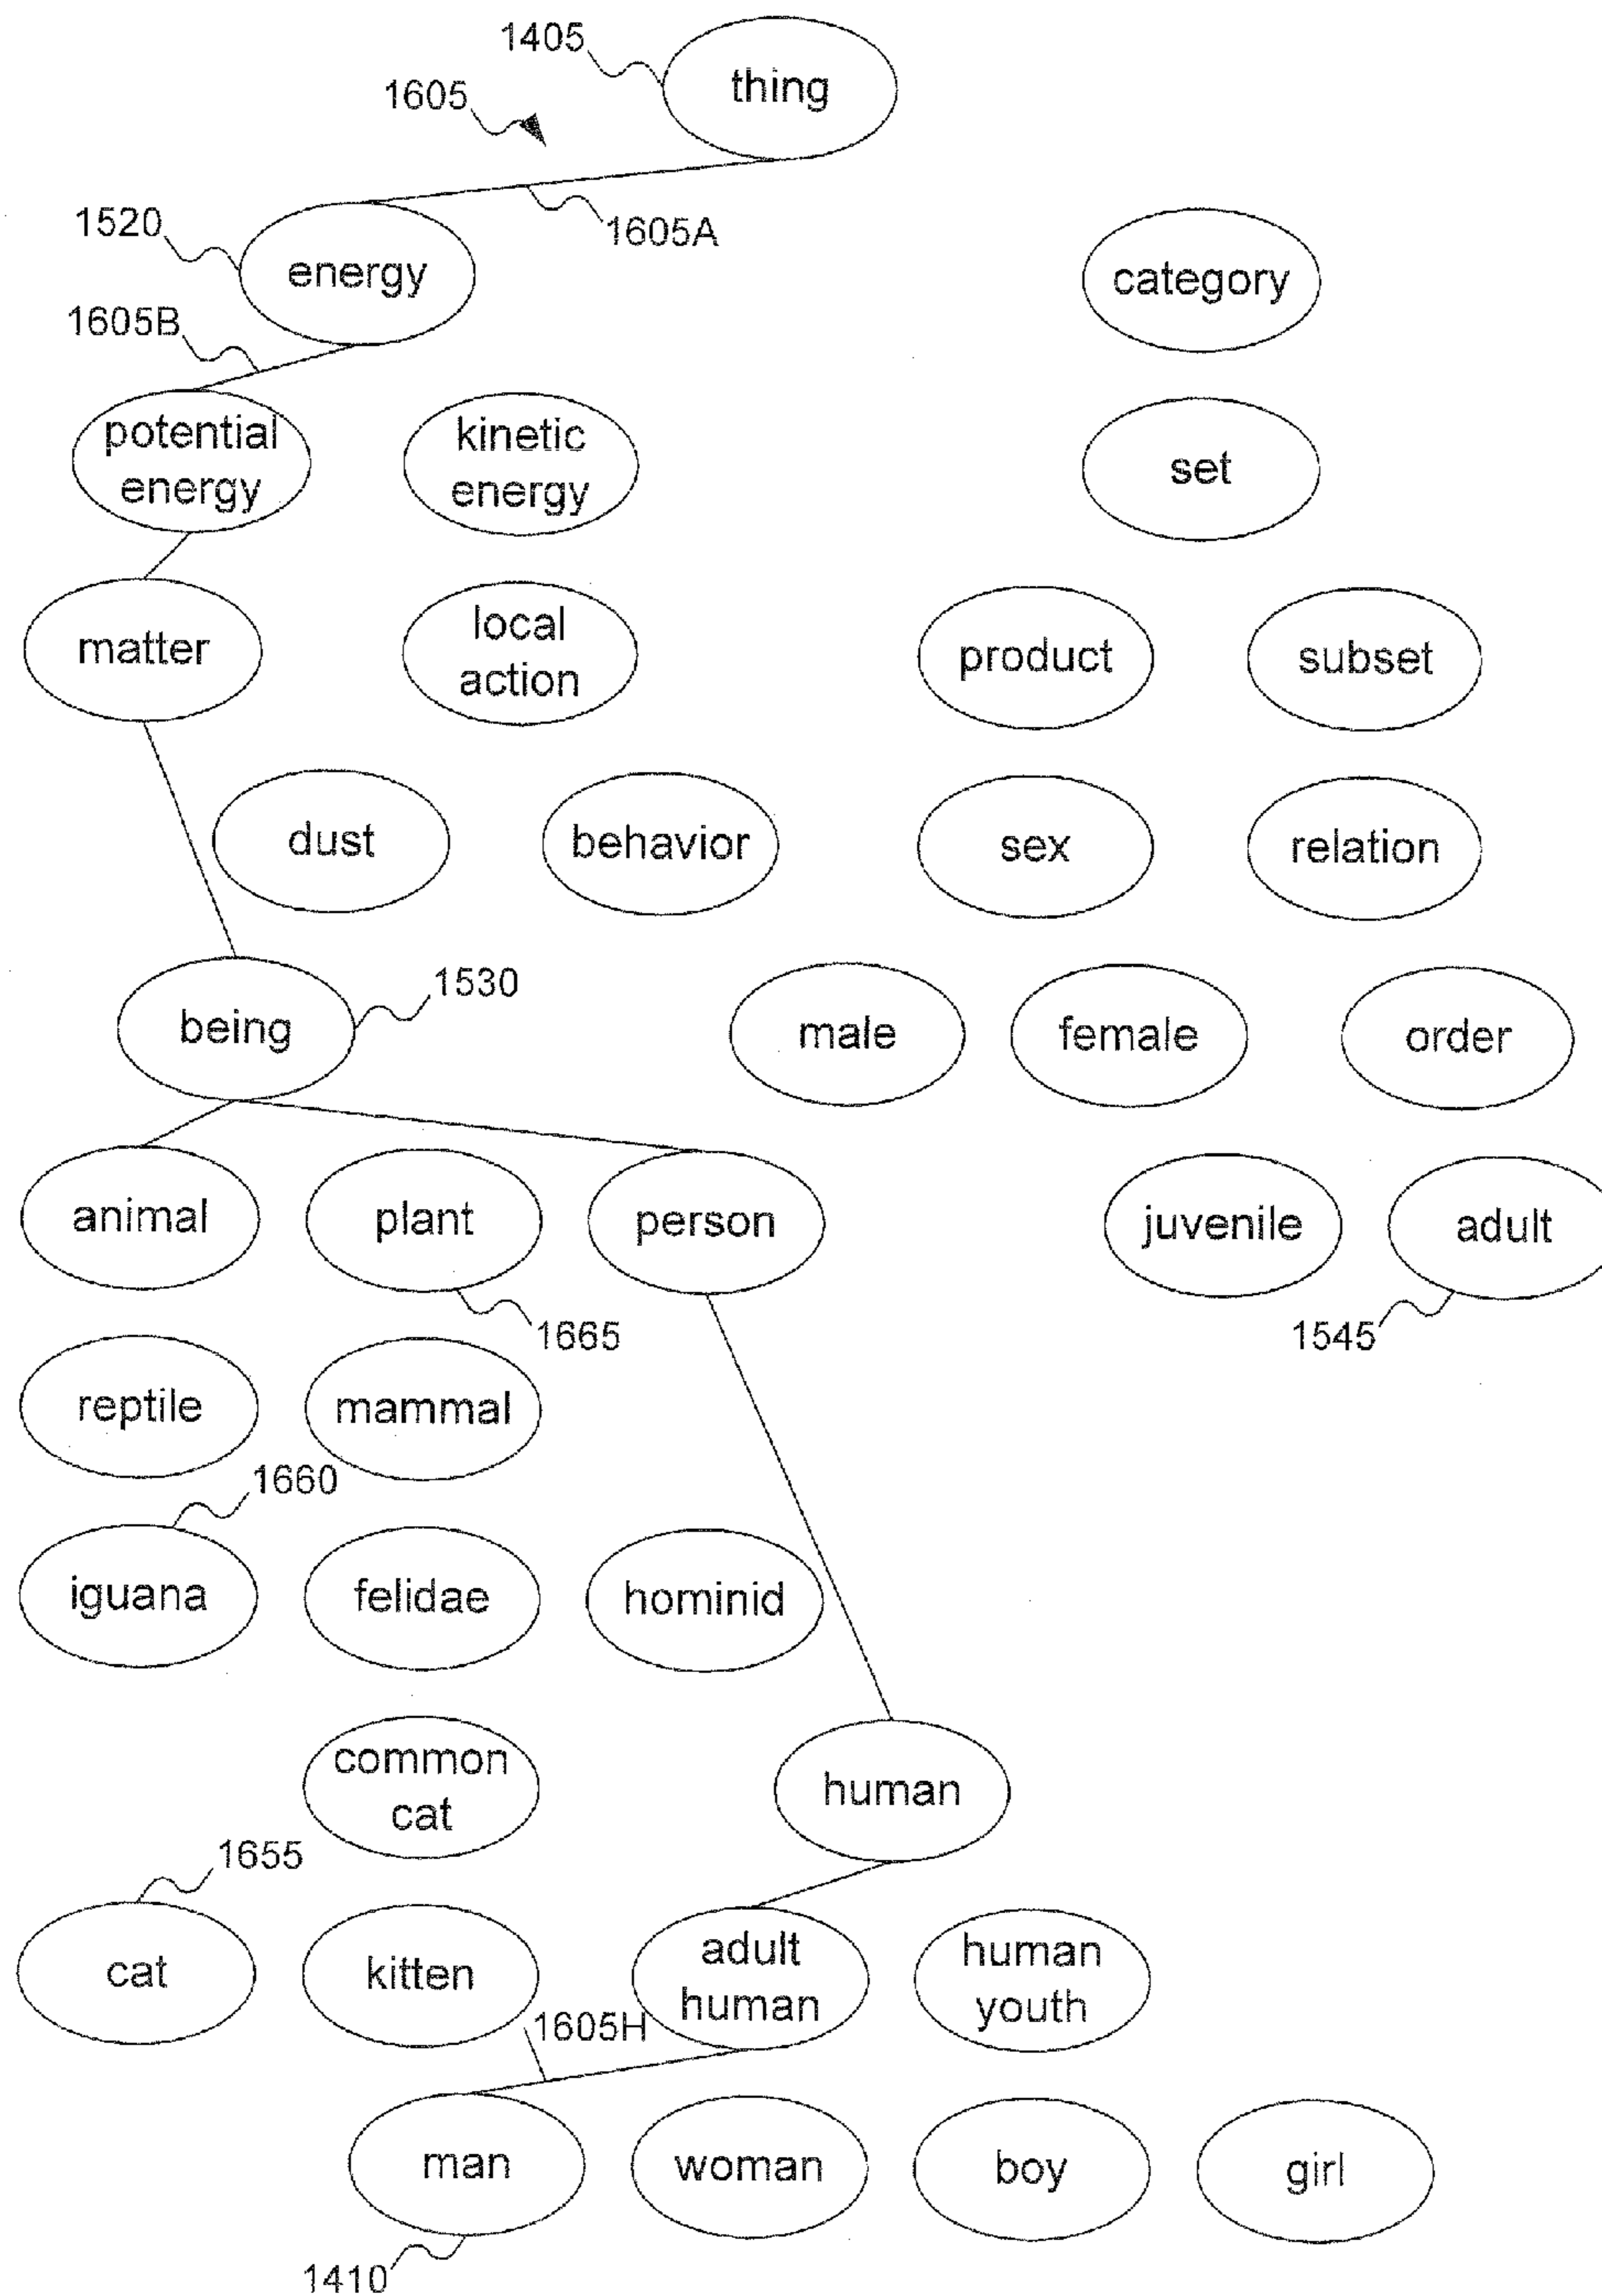 1405
thing
1605
1605A
1520
energy
category
1605B
potential
energy
kinetic
energy
set
matter
local
action
product
subset
dust
behavior
sex
relation
1530
being
male
female
order
animal
plant
person
juvenile
adult
1665
1545
reptile
mammal
1660
iguana
felidae
hominid
common
cat
human
1655
cat
kitten
adult
human
human
youth
1605H
man
woman
boy
girl
1410